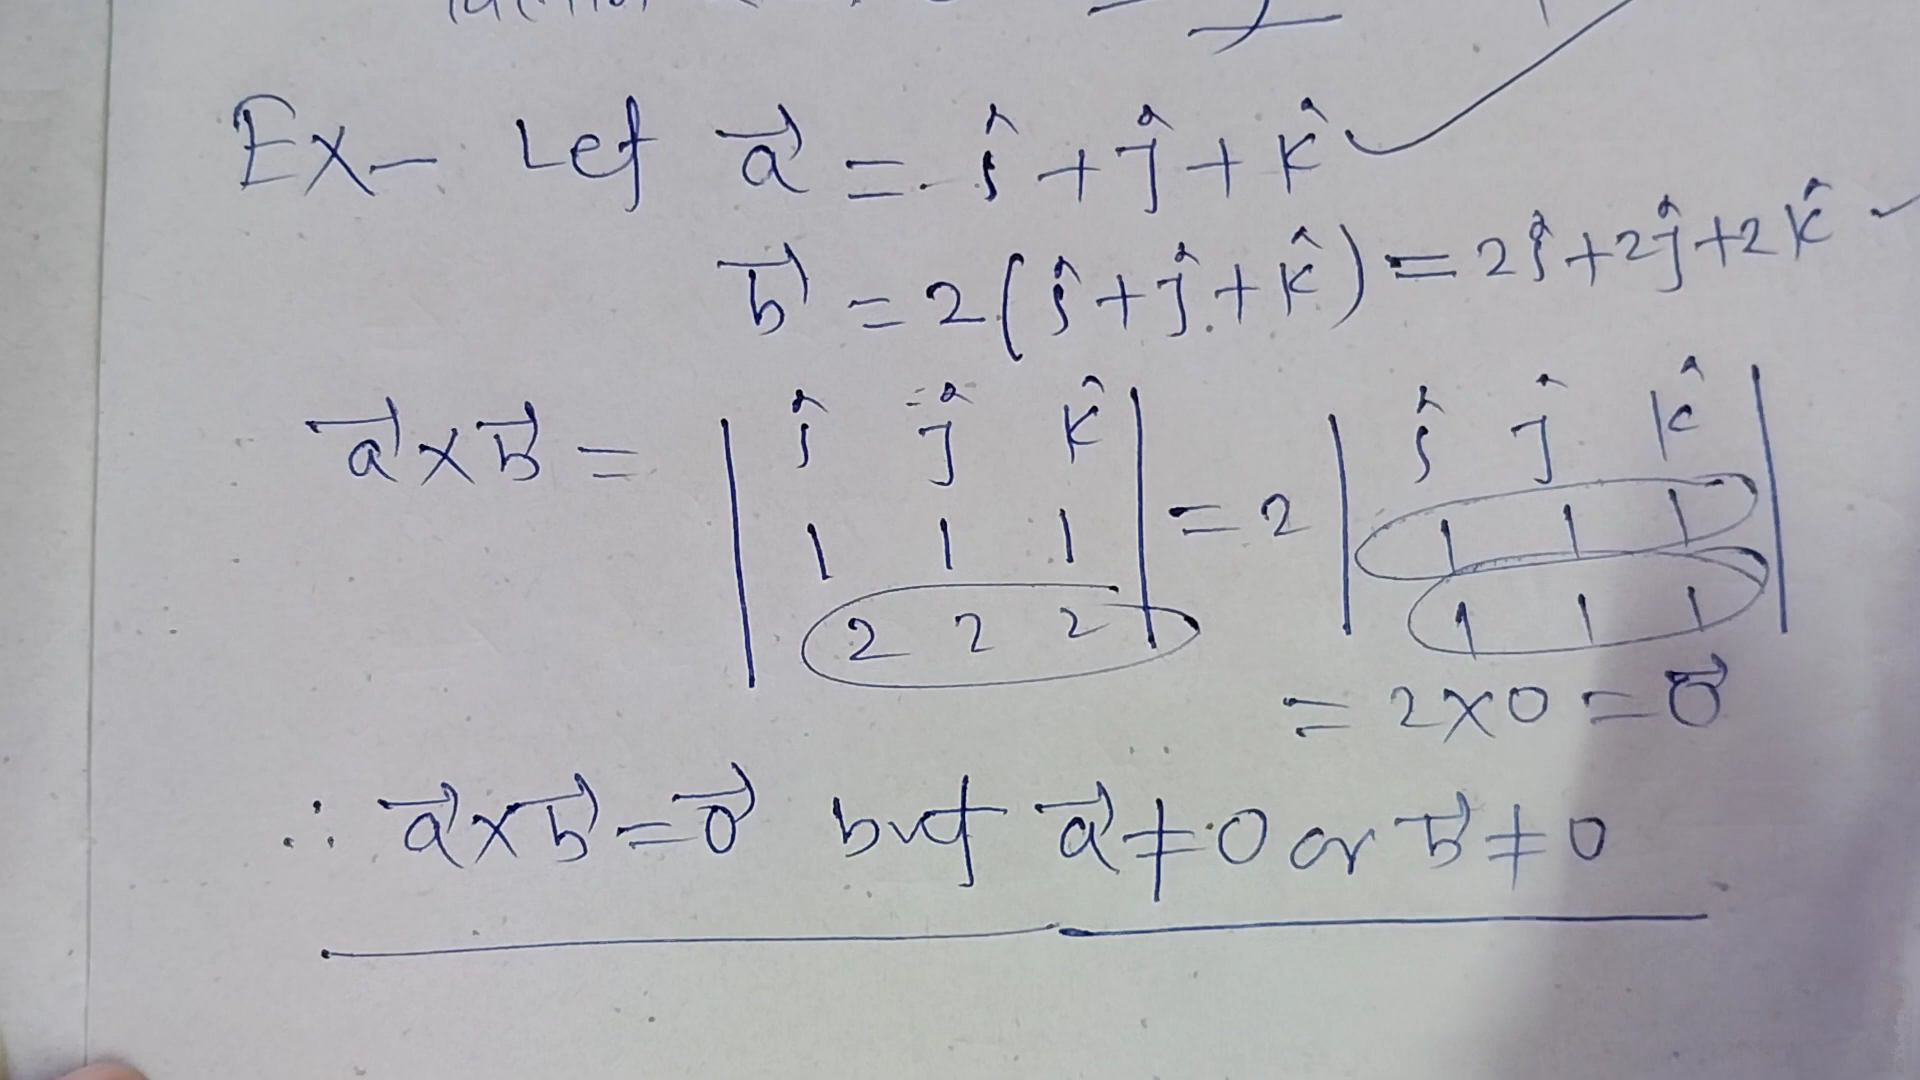 Ex- Let a⃗ = î + ĵ + k̂
b⃗ = 2(î + ĵ + k̂) = 2î + 2ĵ + 2k̂
a⃗ × b⃗ = | î ĵ k̂ | = 2 | î ĵ k̂ |
1 1 1 1 1 1
2 2 2 1 1 1
= 2×0 = 0⃗
∴ a⃗ × b⃗ = 0⃗ but a⃗ ≠ 0 or b⃗ ≠ 0